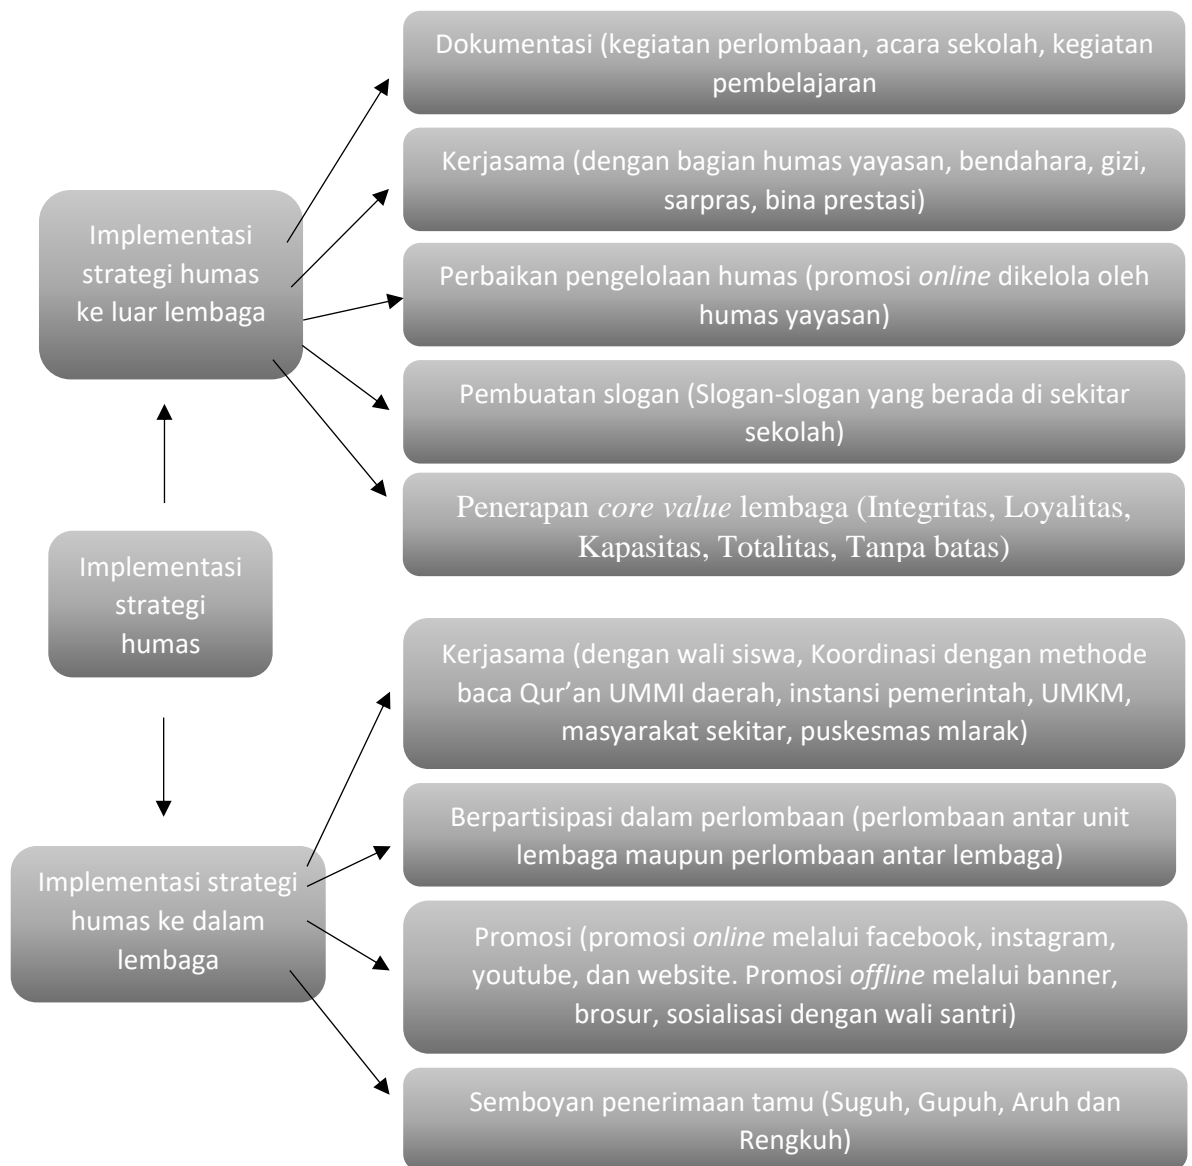 Dokumentasi (kegiatan perlombaan, acara sekolah, kegiatan
pembelajaran
Kerjasama (dengan bagian humas yayasan, bendahara, gizi,
sarpras, bina prestasi)
Implementasi
strategi humas
ke luar lembaga
Perbaikan pengelolaan humas (promosi online dikelola oleh
humas yayasan)
Pembuatan slogan (Slogan-slogan yang berada di sekitar
sekolah)
Penerapan core value lembaga (Integritas, Loyalitas,
Kapasitas, Totalitas, Tanpa batas)
Implementasi
strategi
humas
Kerjasama (dengan wali siswa, Koordinasi dengan methode
baca Qur’an UMMI daerah, instansi pemerintah, UMKM,
masyarakat sekitar, puskesmas mlarak)
Berpartisipasi dalam perlombaan (perlombaan antar unit
lembaga maupun perlombaan antar lembaga)
Implementasi strategi
humas ke dalam
lembaga
Promosi (promosi online melalui facebook, instagram,
youtube, dan website. Promosi offline melalui banner,
brosur, sosialisasi dengan wali santri)
Semboyan penerimaan tamu (Suguh, Gupuh, Aruh dan
Rengkuh)